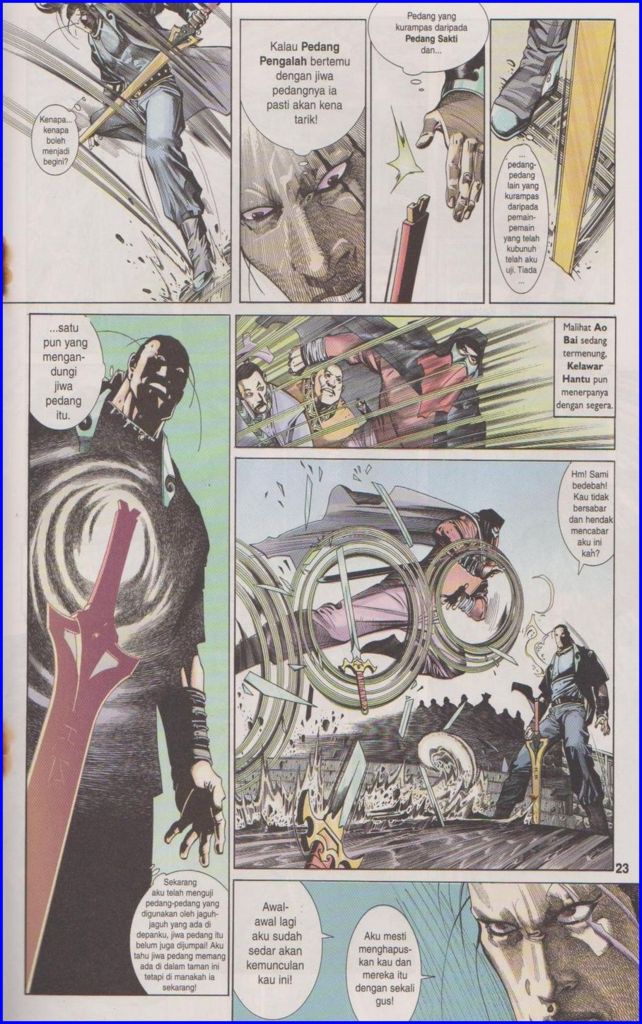 Kenapa...
kenapa
boleh
menjadi
begini?
Kalau Pedang
Pengalah bertemu
dengan jiwa
pedangnya ia
pasti akan kena
tarik!
Pedang yang
kurampas daripada
Pedang Sakti
dan...
...
pedang-
pedang
lain yang
kurampas
daripada
pemain-
pemain
yang telah
kubunuh
telah aku
uji. Tiada
...
...satu
pun yang
mengan-
dungi
jiwa
pedang
itu.
Malihat Ao
Bai sedang
termenung,
Kelawar
Hantu pun
menerpanya
dengan segera.
Hm! Sami
bedebah!
Kau tidak
bersabar
dan hendak
mencabar
aku ini
kah?
Sekarang
aku telah menguji
pedang-pedang yang
digunakan oleh jaguh-
jaguh yang ada di
depanku, jiwa pedang itu
belum juga dijumpai! Aku
tahu jiwa pedang memang
ada di dalam taman ini
tetapi di manakah ia
sekarang!
23
Awal-
awal lagi
aku sudah
sedar akan
kemunculan
kau ini!
Aku mesti
menghapus-
kan kau dan
mereka itu
dengan sekali
gus!